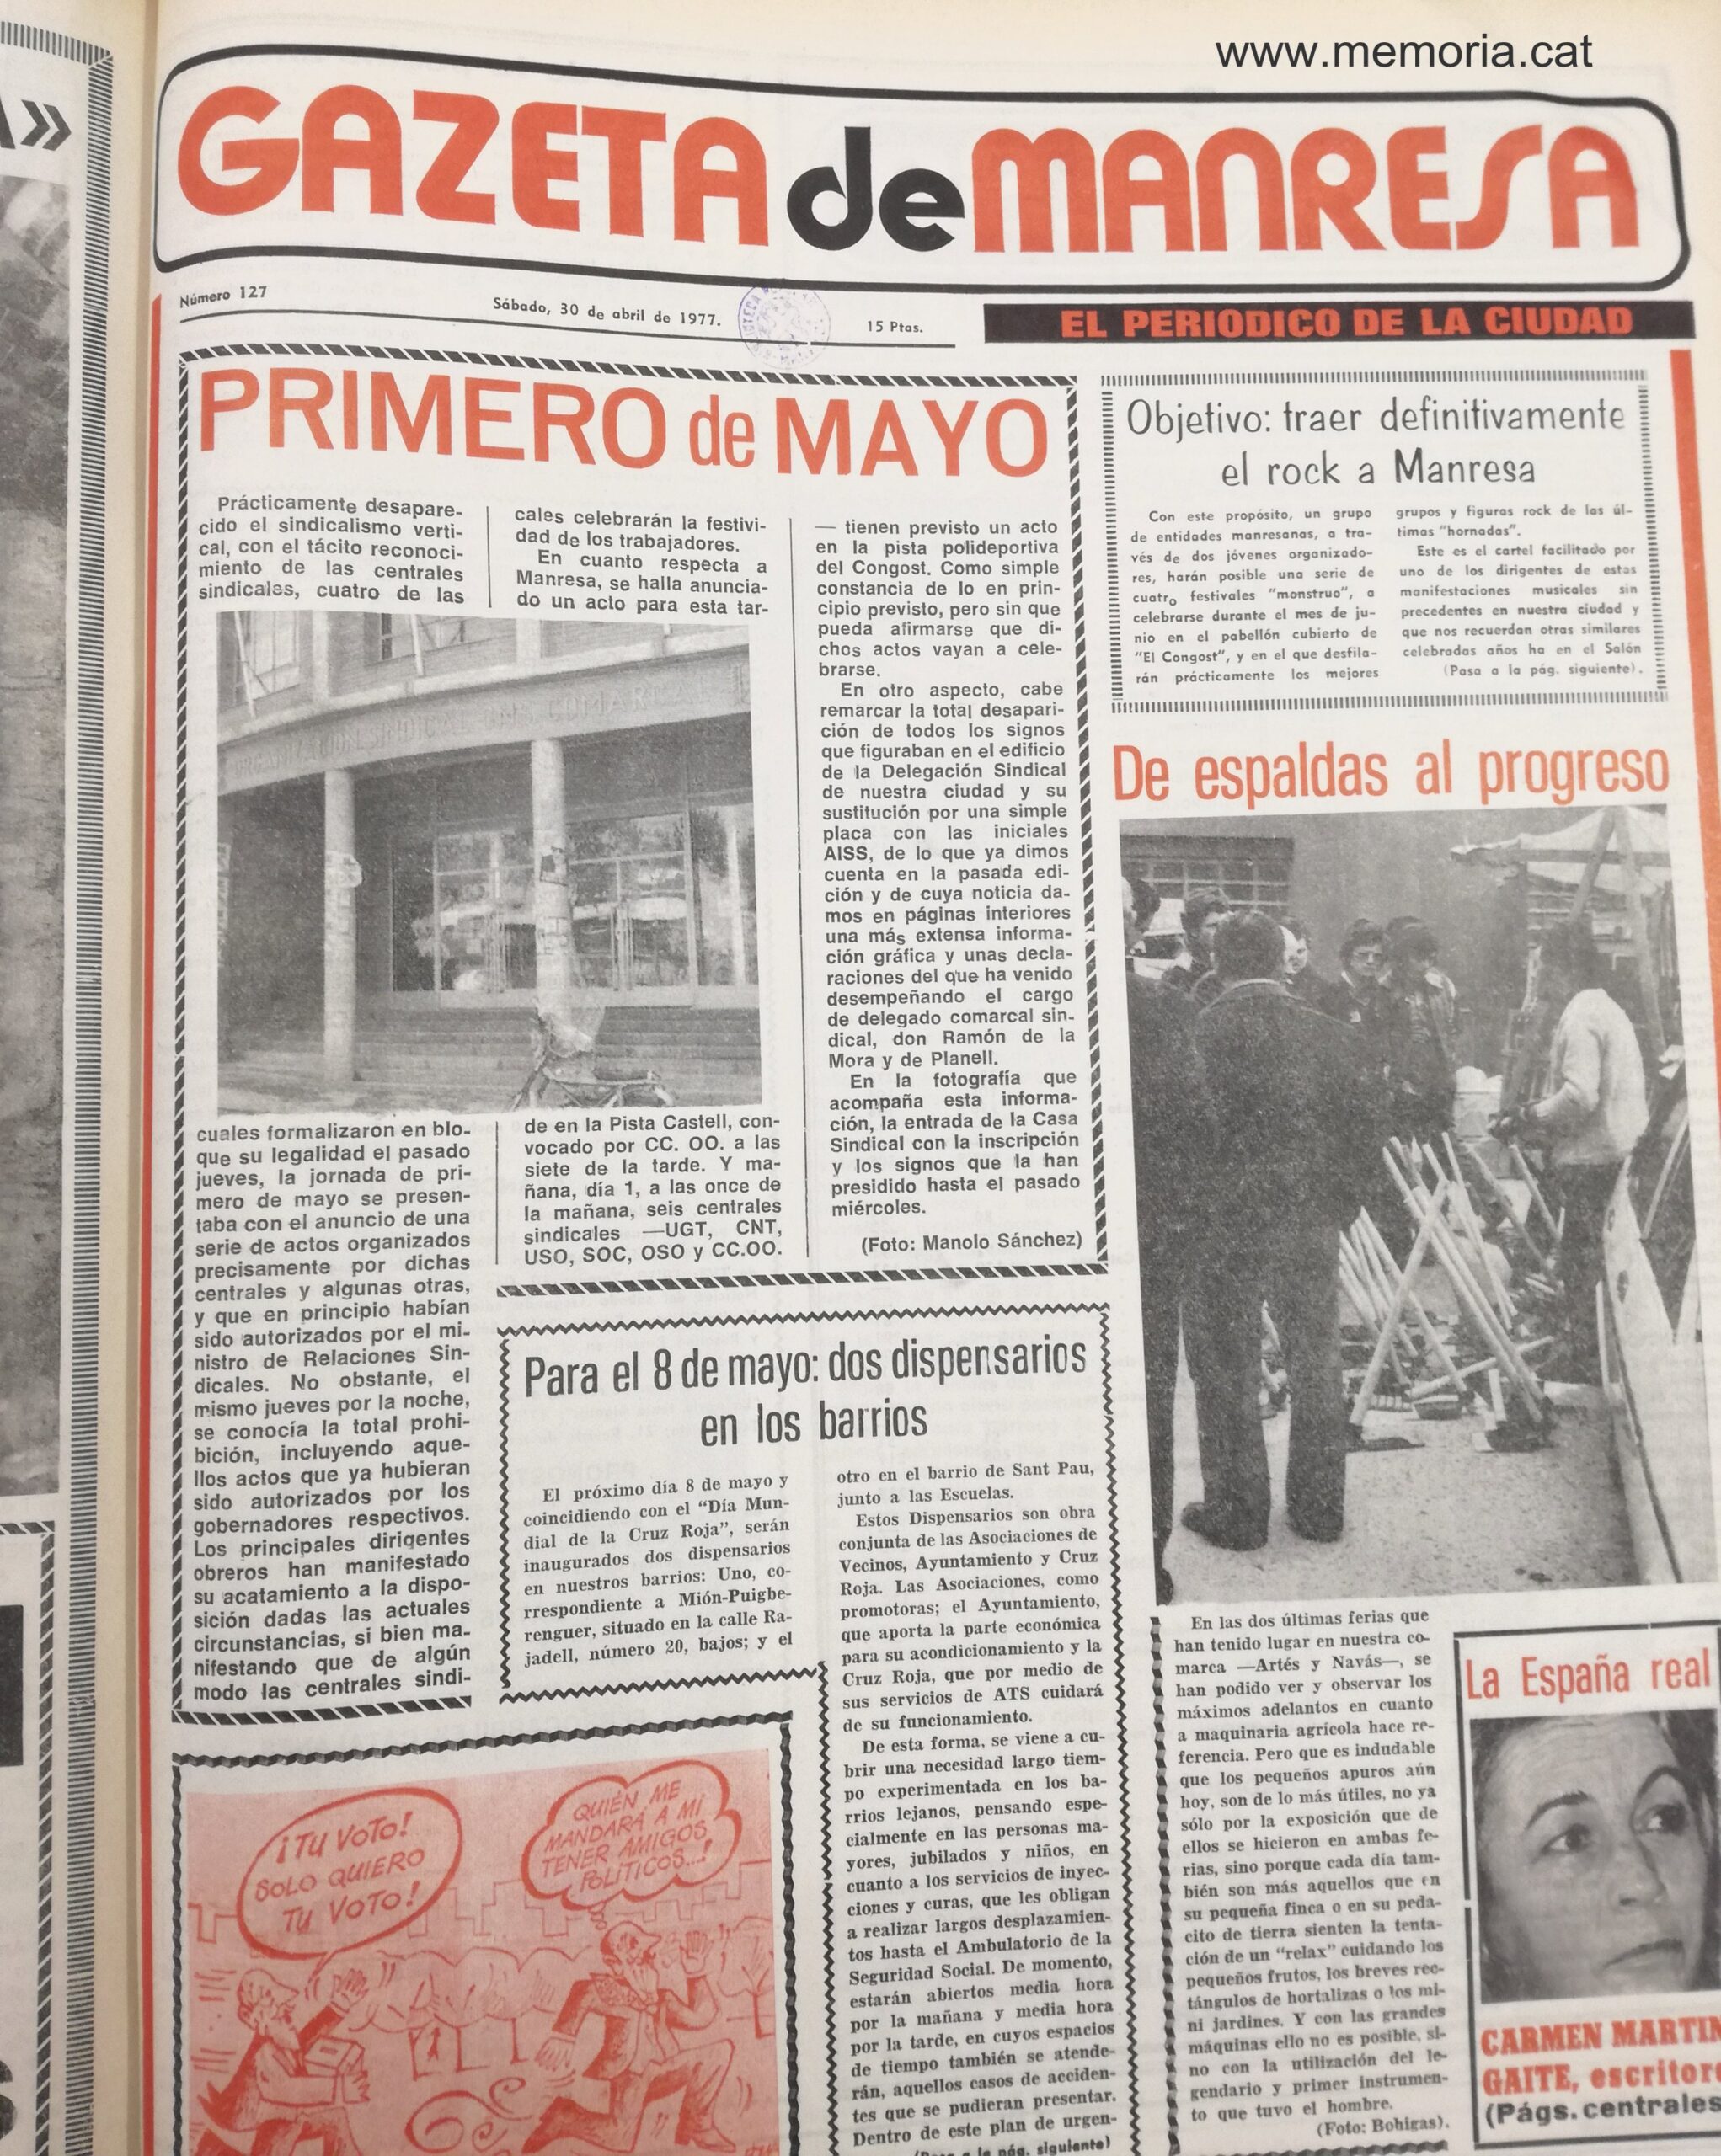 www.memoria.cat
GAZETA de MANRESA
Número 127
Sábado, 30 de abril de 1977.
15 Ptas.
EL PERIODICO DE LA CIUDAD
PRIMERO de MAYO
Prácticamente desapare-
cido el sindicalismo verti-
cal, con el tácito reconoci-
miento de las centrales
sindicales, cuatro de las
cuales formalizaron en blo-
que su legalidad el pasado
jueves, la jornada de pri-
mero de mayo se presen-
taba con el anuncio de una
serie de actos organizados
precisamente por dichas
centrales y algunas otras,
y que en principio habían
sido autorizados por el mi-
nistro de Relaciones Sin-
dicales. No obstante, el
mismo jueves por la noche,
se conocía la total prohi-
bición, incluyendo aque-
llos actos que ya hubieran
sido autorizados por los
gobernadores respectivos.
Los principales dirigentes
obreros han manifestado
su acatamiento a la dispo-
sición dadas las actuales
circunstancias, si bien ma-
nifestando que de algún
modo las centrales sindi-
cales celebrarán la festivi-
dad de los trabajadores.
En cuanto respecta a
Manresa, se halla anuncia-
do un acto para esta tar-
de en la Pista Castell, con-
vocado por CC. OO. a las
siete de la tarde. Y ma-
ñana, día 1, a las once de
la mañana, seis centrales
sindicales —UGT, CNT,
USO, SOC, OSO y CC.OO.
— tienen previsto un acto
en la pista polideportiva
del Congost. Como simple
constancia de lo en prin-
cipio previsto, pero sin que
pueda afirmarse que di-
chos actos vayan a cele-
brarse.
En otro aspecto, cabe
remarcar la total desapari-
ción de todos los signos
que figuraban en el edificio
de la Delegación Sindical
de nuestra ciudad y su
sustitución por una simple
placa con las iniciales
AISS, de lo que ya dimos
cuenta en la pasada edi-
ción y de cuya noticia da-
mos en páginas interiores
una más extensa informa-
ción gráfica y unas decla-
raciones del que ha venido
desempeñando el cargo
de delegado comarcal sin-
dical, don Ramón de la
Mora y de Planell.
En la fotografía que
acompaña esta informa-
ción, la entrada de la Casa
Sindical con la inscripción
y los signos que la han
presidido hasta el pasado
miércoles.
(Foto: Manolo Sánchez)
Objetivo: traer definitivamente
el rock a Manresa
Con este propósito, un grupo
de entidades manresanas, a tra-
vés de dos jóvenes organizado-
res, harán posible una serie de
cuatro festivales "monstruo", a
celebrarse durante el mes de ju-
nio en el pabellón cubierto de
"El Congost", y en el que desfila-
rán prácticamente los mejores
grupos y figuras rock de las úl-
timas "hornadas".
Este es el cartel facilitado por
uno de los dirigentes de estas
manifestaciones musicales sin
precedentes en nuestra ciudad y
que nos recuerdan otras similares
celebradas años ha en el Salón
(Pasa a la pág. siguiente).
De espaldas al progreso
En las dos últimas ferias que
han tenido lugar en nuestra co-
marca —Artés y Navás—, se
han podido ver y observar los
máximos adelantos en cuanto
a maquinaria agrícola hace re-
ferencia. Pero que es indudable
que los pequeños apuros aún
hoy, son de lo más útiles, no ya
sólo por la exposición que de
ellos se hicieron en ambas fe-
rias, sino porque cada día tam-
bién son más aquellos que en
su pequeña finca o en su peda-
cito de tierra sienten la tenta-
ción de un "relax" cuidando los
pequeños frutos, los breves rec-
tángulos de hortalizas o los mi-
ni jardines. Y con las grandes
máquinas ello no es posible, si-
no con la utilización del le-
gendario y primer instrumen-
to que tuvo el hombre.
(Foto: Bohigas).
Para el 8 de mayo: dos dispensarios
en los barrios
El próximo día 8 de mayo y
coincidiendo con el "Día Mun-
dial de la Cruz Roja", serán
inaugurados dos dispensarios
en nuestros barrios: Uno, co-
rrespondiente a Mión-Puigbe-
renguer, situado en la calle Ra-
jadell, número 20, bajos; y el
otro en el barrio de Sant Pau,
junto a las Escuelas.
Estos Dispensarios son obra
conjunta de las Asociaciones de
Vecinos, Ayuntamiento y Cruz
Roja. Las Asociaciones, como
promotoras; el Ayuntamiento,
que aporta la parte económica
para su acondicionamiento y la
Cruz Roja, que por medio de
sus servicios de ATS cuidará
de su funcionamiento.
De esta forma, se viene a cu-
brir una necesidad largo tiem-
po experimentada en los ba-
rrios lejanos, pensando espe-
cialmente en las personas ma-
yores, jubilados y niños, en
cuanto a los servicios de inyec-
ciones y curas, que les obligan
a realizar largos desplazamien-
tos hasta el Ambulatorio de la
Seguridad Social. De momento,
estarán abiertos media hora
por la mañana y media hora
por la tarde, en cuyos espacios
de tiempo también se atende-
rán, aquellos casos de acciden-
tes que se pudieran presentar.
Dentro de este plan de urgen-
(Pasa a la pág. siguiente)
¡TU VOTO!
SOLO QUIERO
TU VOTO!
QUIÉN ME
MANDARÁ A MI
TENER AMIGOS
POLÍTICOS...!
La España real
CARMEN MARTIN
GAITE, escritora
(Págs. centrales